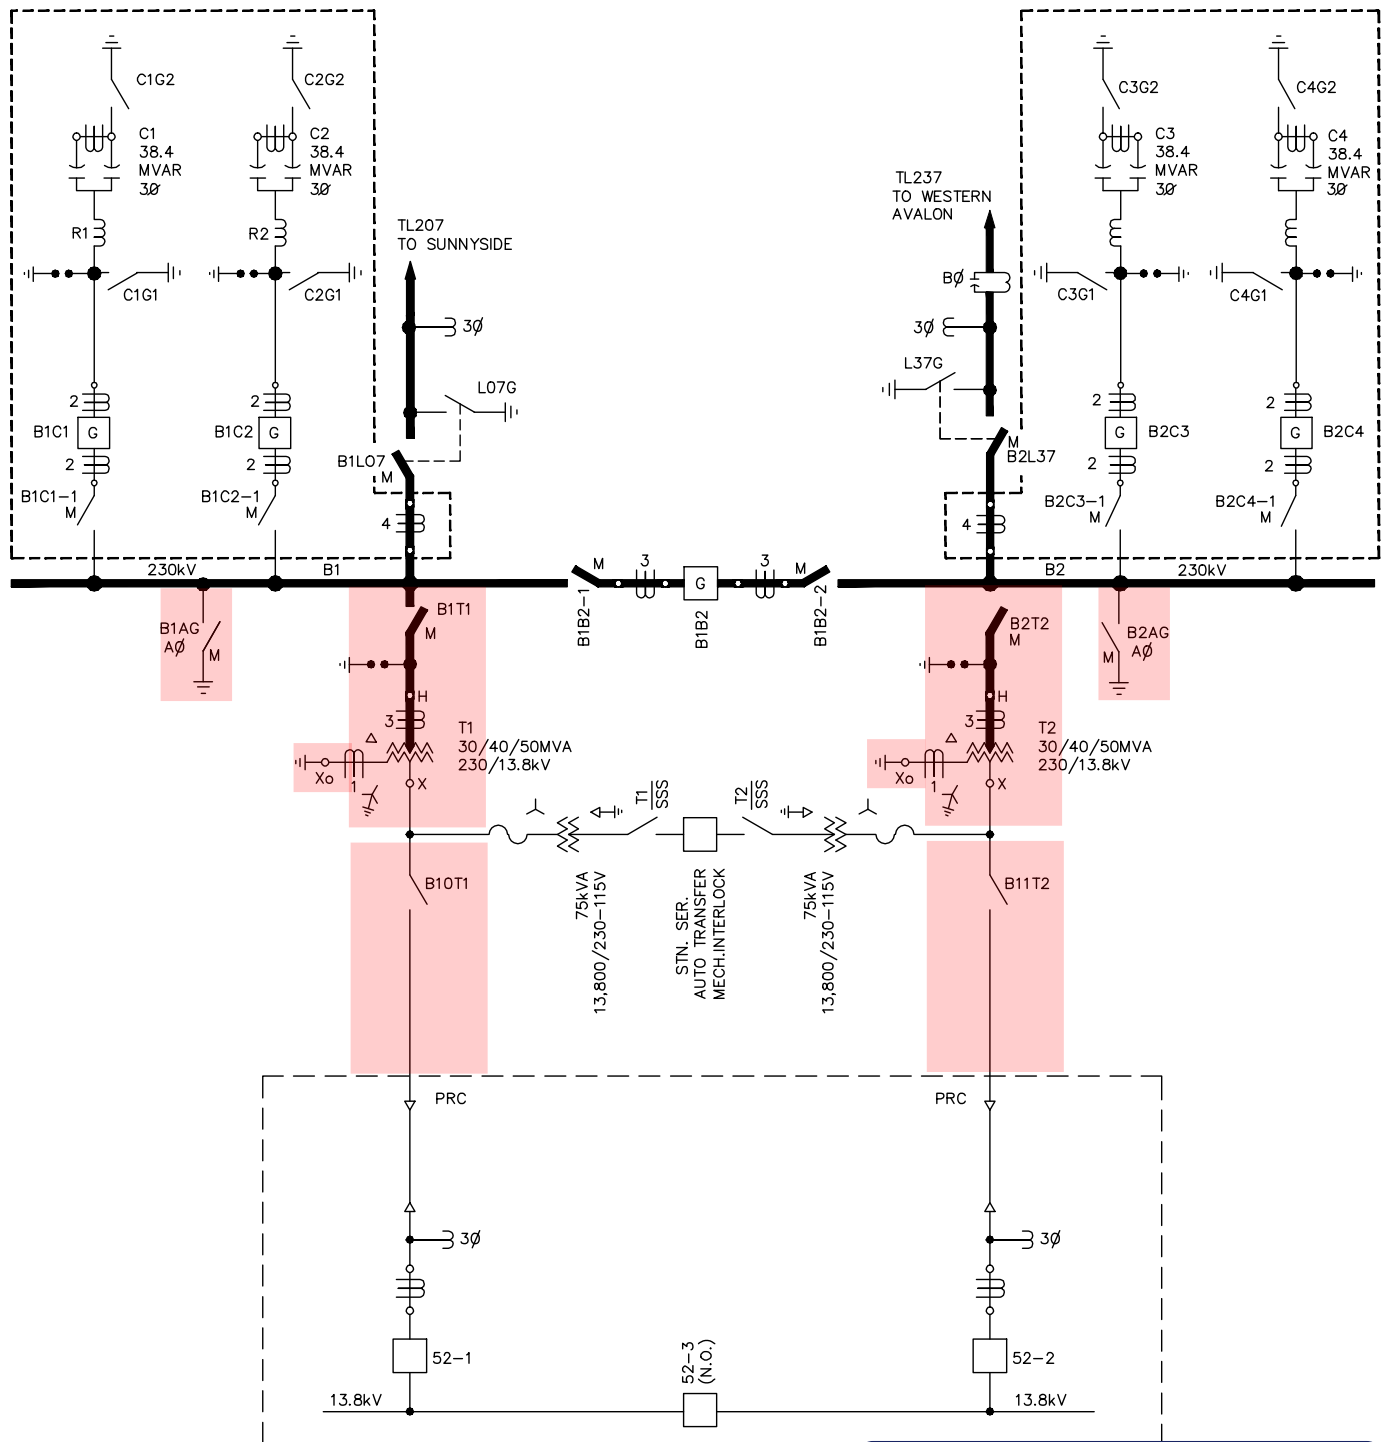 C1G2
C2G2
C3G2
C4G2
C1
38.4
MVAR
3Ø
C2
38.4
MVAR
3Ø
C3
38.4
MVAR
3Ø
C4
38.4
MVAR
3Ø
TL237
TO WESTERN
AVALON
TL207
TO SUNNYSIDE
R1
R2
BØ
C1G1
C2G1
C3G1
C4G1
3Ø
3Ø
L07G
L37G
2
2
2
2
B1C1
G
B1C2
G
G
B2C3
G
B2C4
2
2
2
2
B1L07
M
M
B2L37
B1C1-1
M
B1C2-1
M
B2C3-1
M
B2C4-1
M
4
4
230kV
B1
M
3
3
M
B2
230kV
G
B1B2-1
B1B2
B1B2-2
B1AG
AØ
M
B1T1
M
B2T2
M
B2AG
AØ
M
H
H
3
3
T1
30/40/50MVA
230/13.8kV
T2
30/40/50MVA
230/13.8kV
Xo
1
X
Xo
1
X
T1
SSS
T2
SSS
B10T1
B11T2
75kVA
13,800/230-115V
STN. SER.
AUTO TRANSFER
MECH.INTERLOCK
75kVA
13,800/230-115V
PRC
PRC
3Ø
3Ø
52-1
52-3
(N.O.)
52-2
13.8kV
13.8kV